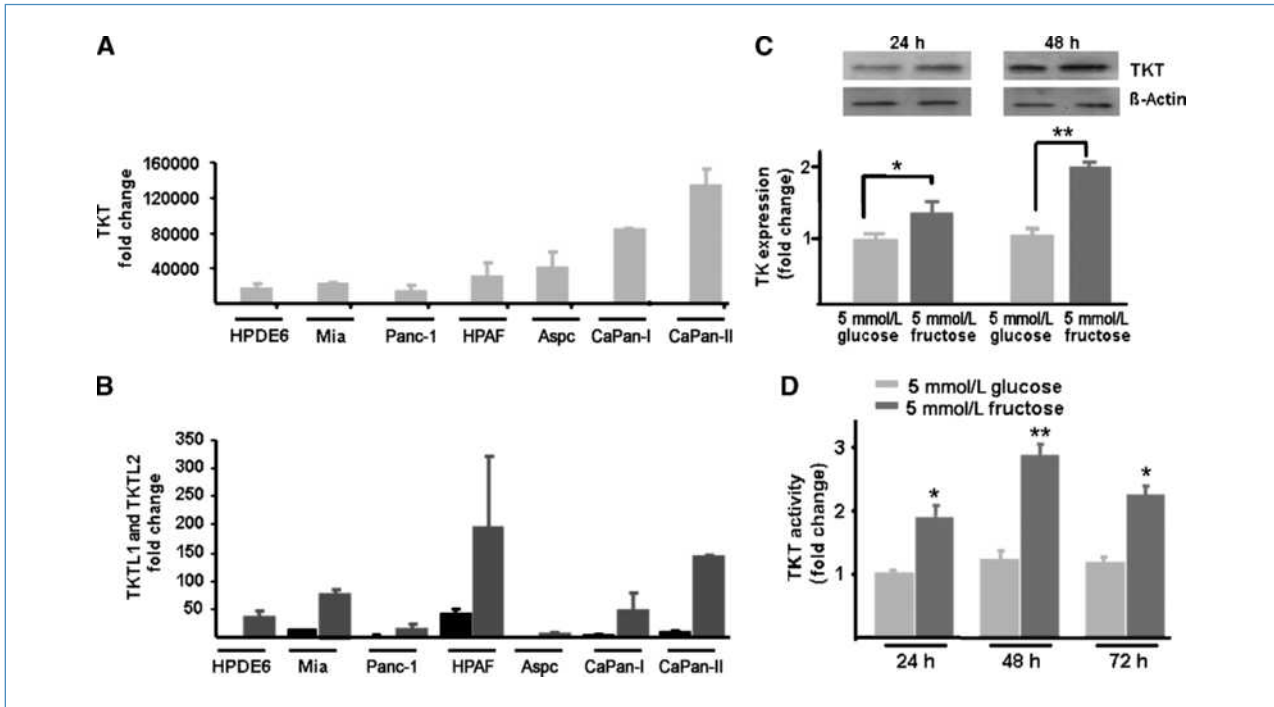 A
TKT
fold change
160000
120000
80000
40000
HPDE6 Mia Panc-1 HPAF Aspc CaPan-I CaPan-II
B
TKTL1 and TKTL2
fold change
350
300
250
200
150
100
50
HPDE6 Mia Panc-1 HPAF Aspc CaPan-I CaPan-II
C
24 h 48 h
TKT
ß-Actin
TK expression
(fold change)
2
1
* **
5 mmol/L 5 mmol/L 5 mmol/L 5 mmol/L
glucose fructose glucose fructose
D
5 mmol/L glucose
5 mmol/L fructose
TKT activity
(fold change)
3
2
1
* ** *
24 h 48 h 72 h